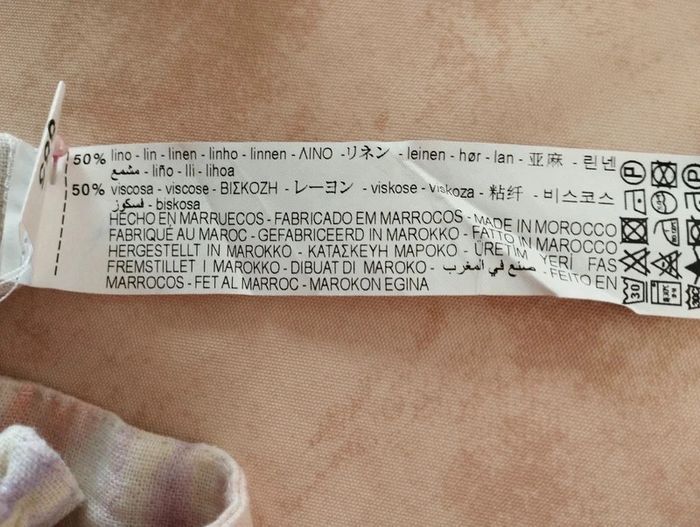 50% lino - lin - linen - linho - linnen - ΛΙΝΟ - リネン - leinen - hør - lan - 亚麻 - 린넨
مشمع - liño - lli - lihoa
50% viscosa - viscose - ΒΙΣΚΟΖΗ - レーヨン - viskose - viskoza - 粘纤 - 비스코스
فسكوز - biskosa
HECHO EN MARRUECOS - FABRICADO EM MARROCOS - MADE IN MOROCCO
FABRIQUÉ AU MAROC - GEFABRICEERD IN MAROKKO - FATTO IN MAROCCO
HERGESTELLT IN MAROKKO - ΚΑΤΑΣΚΕΥΗ ΜΑΡΟΚΟ - ÜRETIM YERİ FAS
FREMSTILLET I MAROKKO - DIBUAT DI MAROKO - صنع في المغرب - FEITO EN
MARROCOS - FET AL MARROC - MAROKON EGINA
P
30